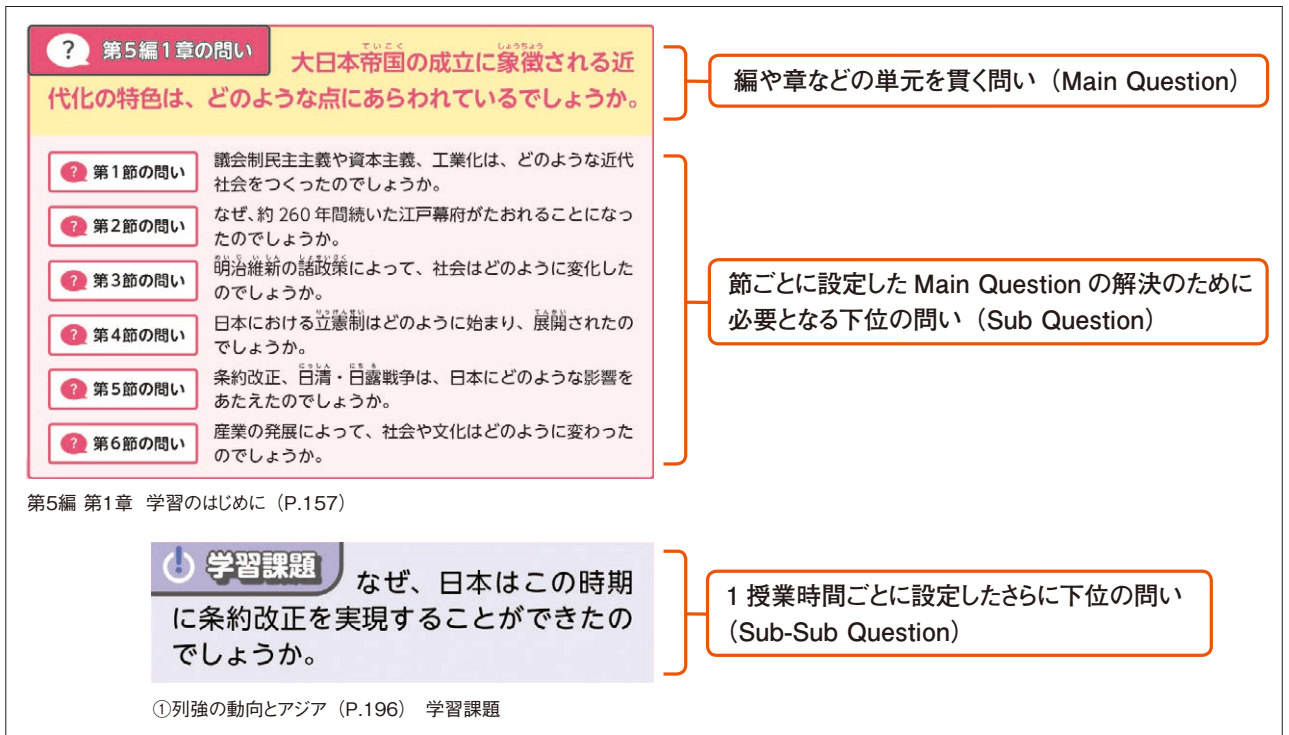 第5編1章の問い
大日本帝国の成立に象徴される近
代化の特色は、どのような点にあらわれているでしょうか。
編や章などの単元を貫く問い（Main Question）
第1節の問い
議会制民主主義や資本主義、工業化は、どのような近代
社会をつくったのでしょうか。
第2節の問い
なぜ、約260年間続いた江戸幕府がたおれることになっ
たのでしょうか。
第3節の問い
明治維新の諸政策によって、社会はどのように変化した
のでしょうか。
第4節の問い
日本における立憲制はどのように始まり、展開されたの
でしょうか。
第5節の問い
条約改正、日清・日露戦争は、日本にどのような影響を
あたえたのでしょうか。
第6節の問い
産業の発展によって、社会や文化はどのように変わった
のでしょうか。
節ごとに設定した Main Question の解決のために
必要となる下位の問い（Sub Question）
第5編 第1章 学習のはじめに（P.157）
学習課題
なぜ、日本はこの時期
に条約改正を実現することができたの
でしょうか。
1 授業時間ごとに設定したさらに下位の問い
（Sub-Sub Question）
①列強の動向とアジア（P.196） 学習課題